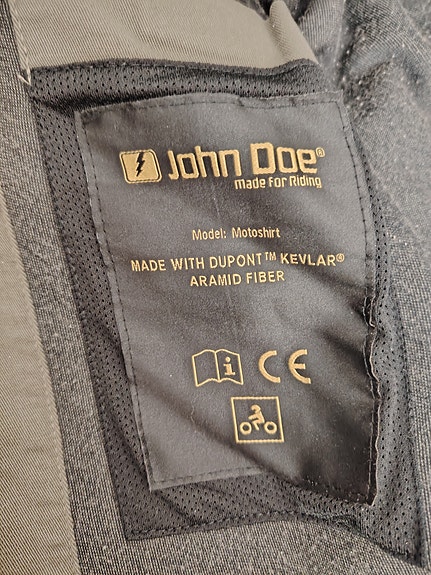 John Doe®
made for Riding
Model: Motoshirt
MADE WITH DUPONT™ KEVLAR®
ARAMID FIBER
i CE